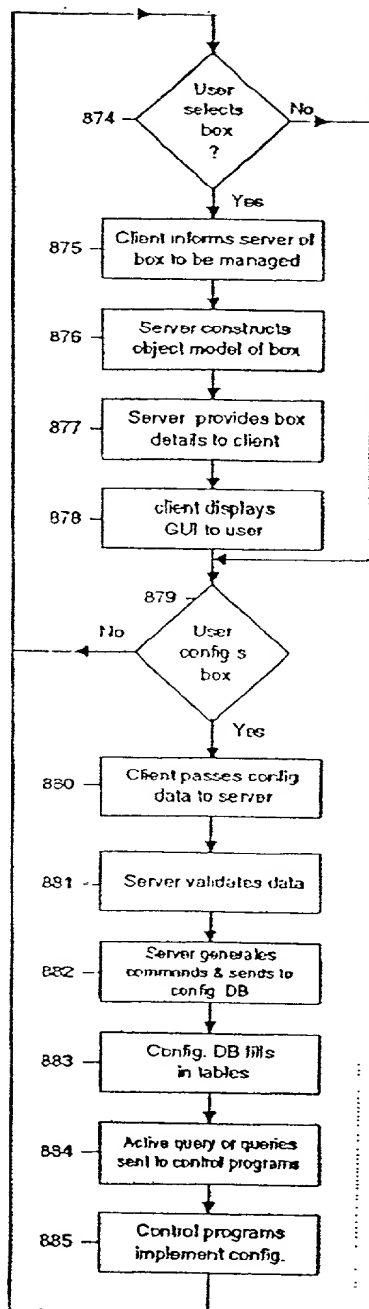 User
selects
box
?
874
No
Yes
875
Client informs server of
box to be managed
876
Server constructs
object model of box
877
Server provides box
details to client
878
client displays
GUI to user
879
No
User
config s
box
Yes
880
Client passes config
data to server
881
Server validates data
882
Server generates
commands & sends to
config. DB
883
Config. DB fills
in tables
884
Active query or queries
sent to control programs
885
Control programs
implement config.